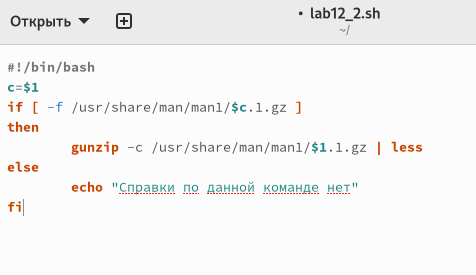 Открыть
• lab12_2.sh
~/
#!/bin/bash
c=$1
if [ -f /usr/share/man/man1/$c.1.gz ]
then
gunzip -c /usr/share/man/man1/$1.1.gz | less
else
echo "Справки по данной команде нет"
fi